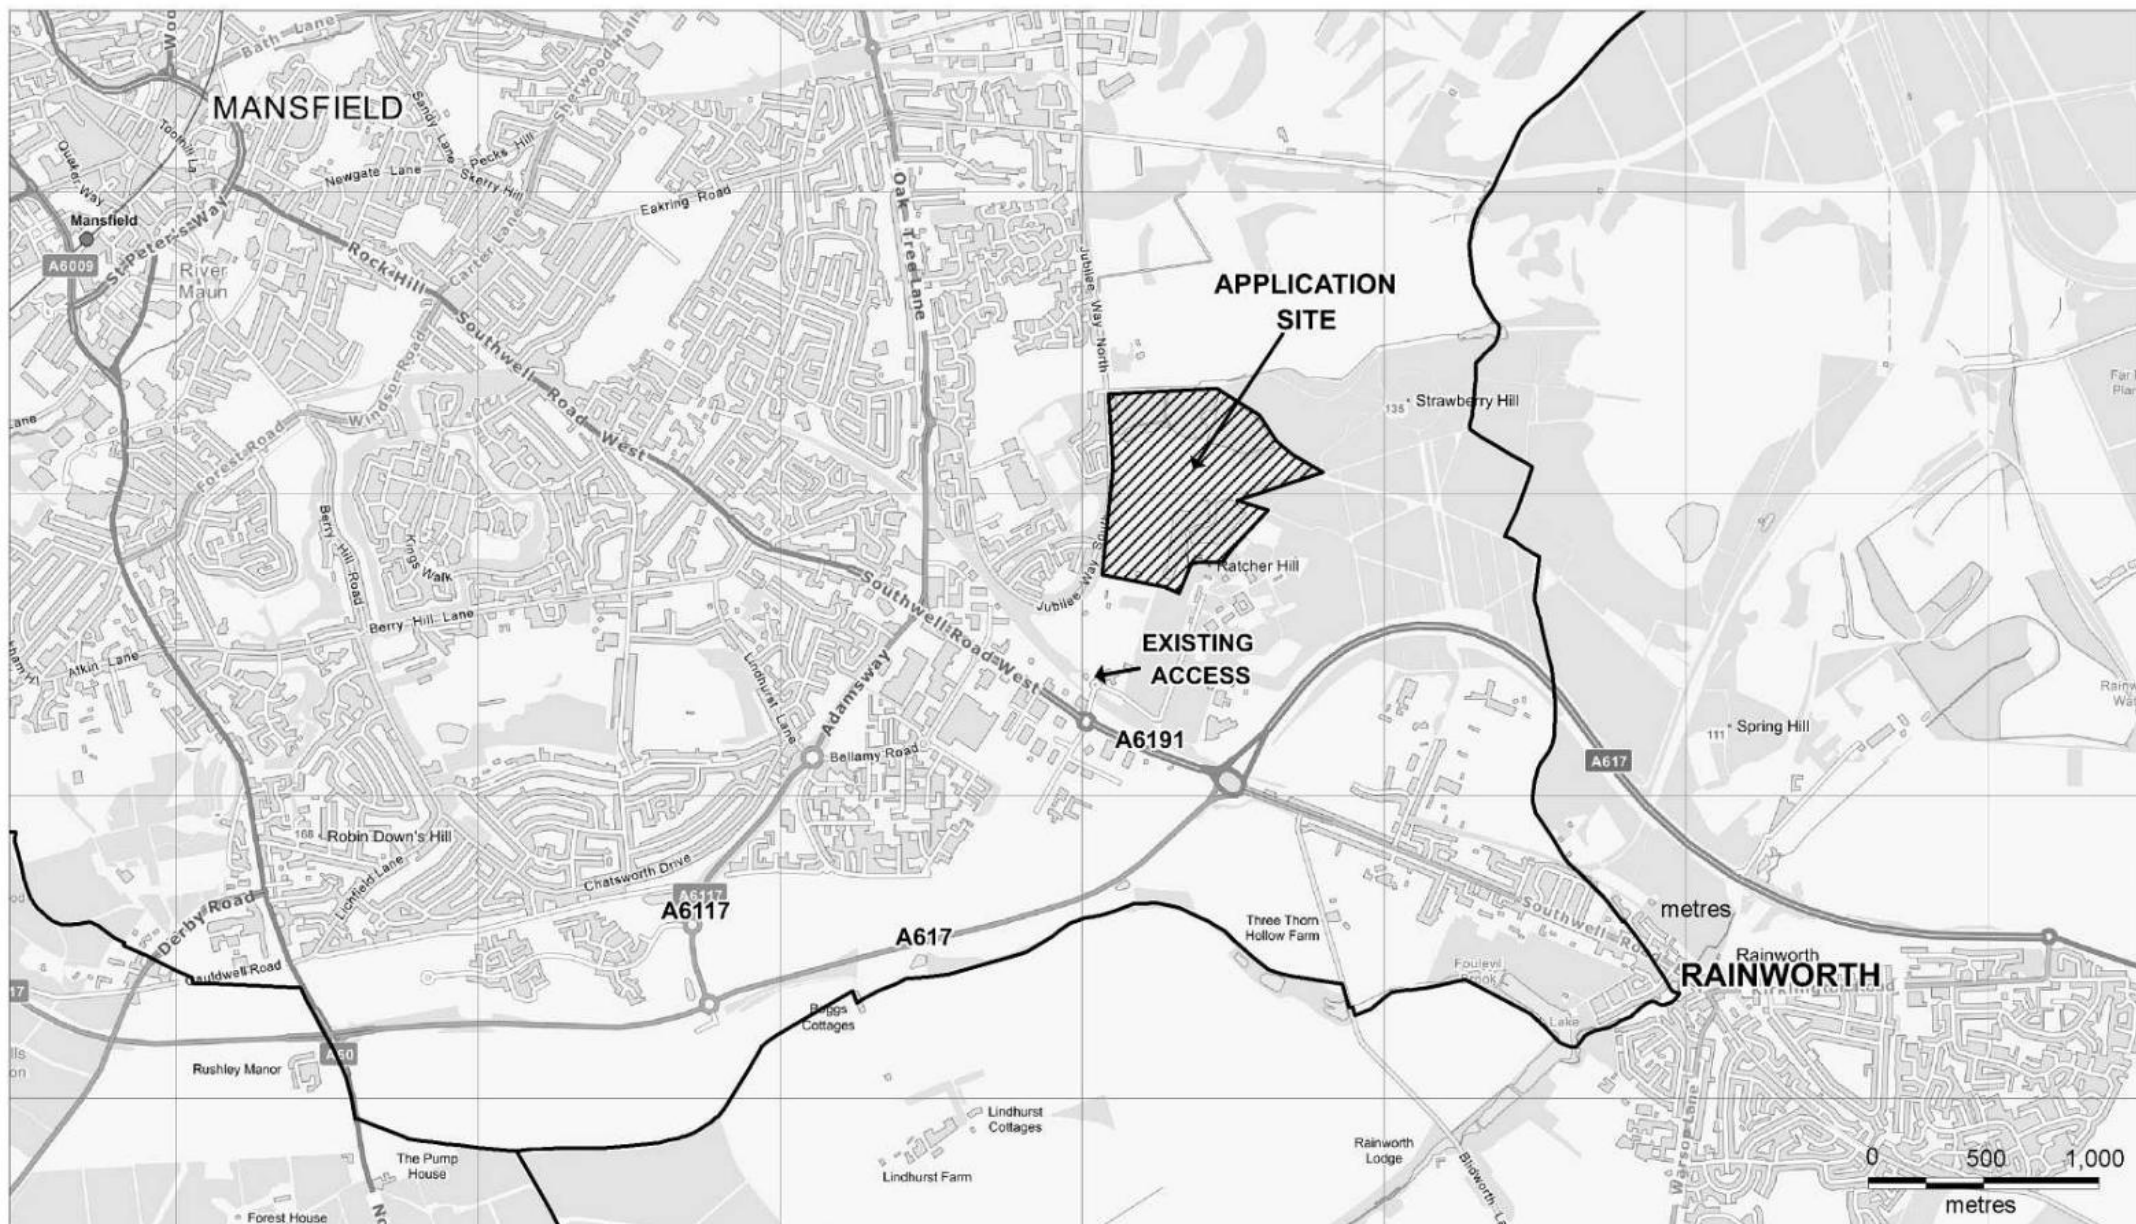 Bath Lane
Sherwood Hall
MANSFIELD
Sandy Lane
Toothill La
Quaker Way
Newgate Lane
Pecks Hill
Skerry Hill
Eakring Road
Oak Tree Lane
Mansfield
A6009
St Peter's Way
River
Maun
Rock Hill
Carter Lane
Jubilee Way North
APPLICATION
SITE
Southwell Road West
Windsor Road
Forest Road
135
Strawberry Hill
Berry Hill Road
Kings Walk
Ratcher Hill
Jubilee Way South
Berry Hill Lane
Southwell Road West
Atkin Lane
Lindhurst Lane
Adamsway
EXISTING
ACCESS
Bellamy Road
A6191
A617
111
Spring Hill
168
Robin Down's Hill
Lichfield Lane
Chatsworth Drive
A6117
A6117
Derby Road
Cauldwell Road
A617
Three Thorn
Hollow Farm
metres
Foulevil
Brook
Rainworth
RAINWORTH
Kirklington Road
17
Boggs
Cottages
Lake
Rushley Manor
A60
Lindhurst
Cottages
Lindhurst Farm
Rainworth
Lodge
The Pump
House
Forest House
Warsop Lane
0 500 1,000
metres